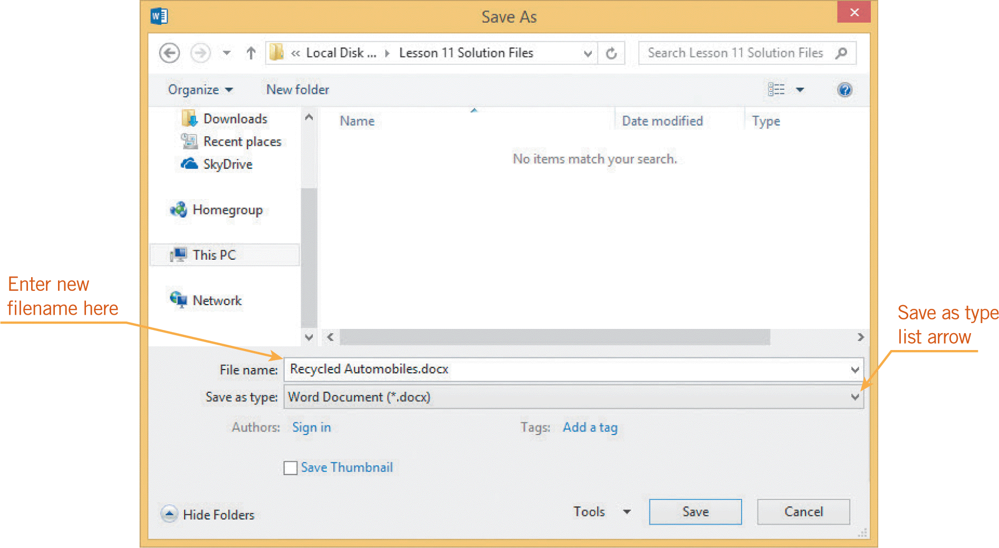 Save As
« Local Disk ... Lesson 11 Solution Files
Search Lesson 11 Solution Files
Organize
New folder
Downloads
Recent places
SkyDrive
Homegroup
This PC
Network
Name
Date modified
Type
No items match your search.
Enter new
filename here
Save as type
list arrow
File name: Recycled Automobiles.docx
Save as type: Word Document (*.docx)
Authors: Sign in
Tags: Add a tag
Save Thumbnail
Hide Folders
Tools
Save
Cancel